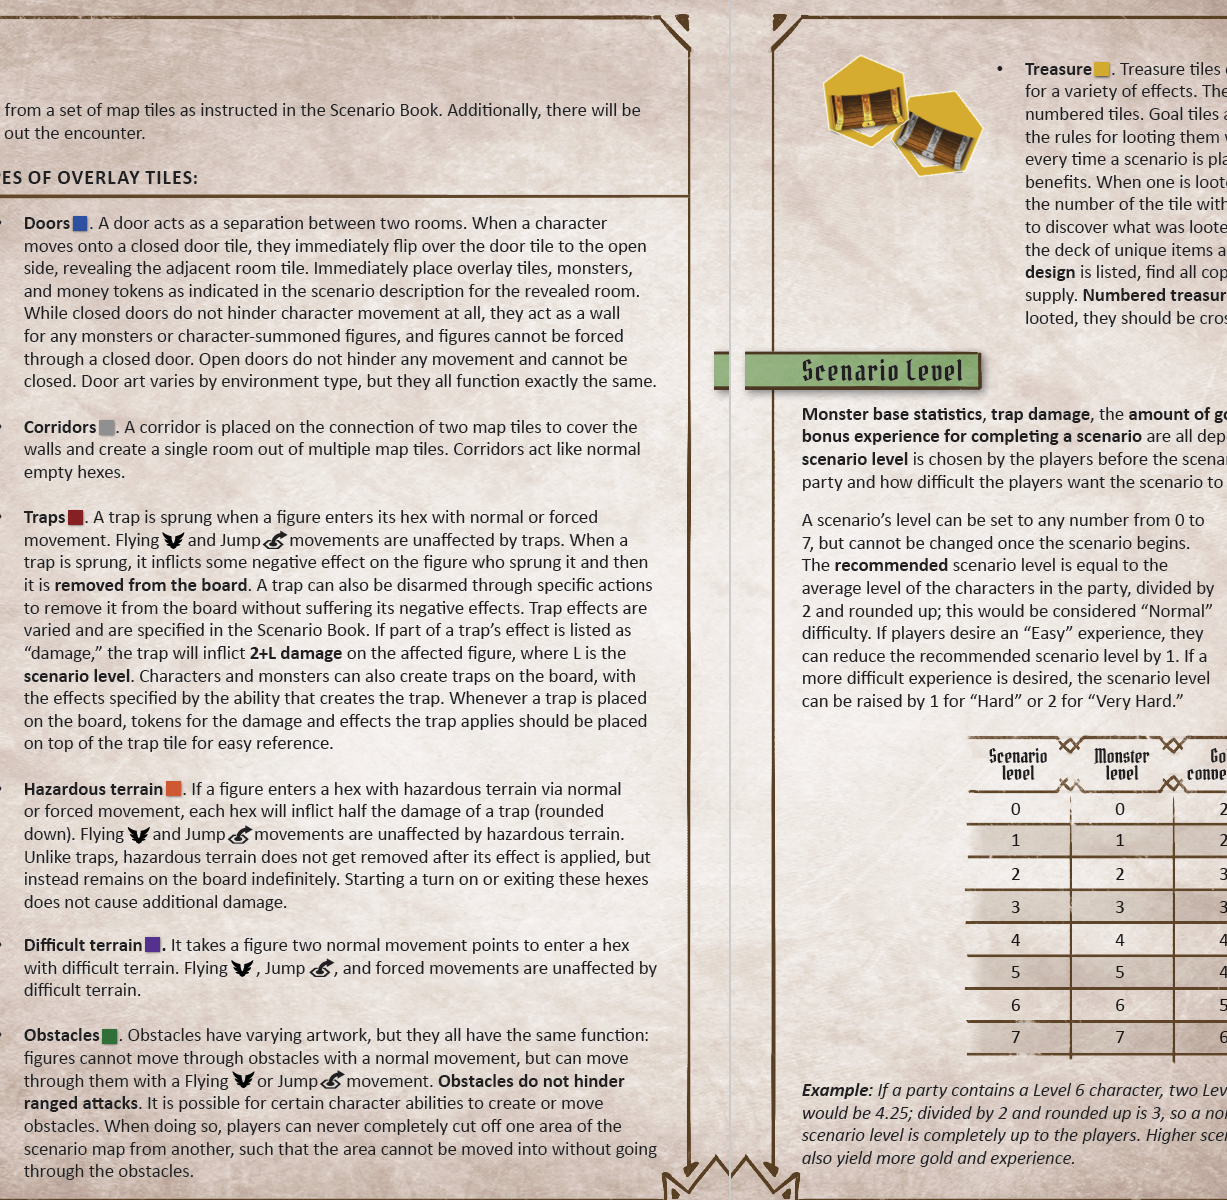 from a set of map tiles as instructed in the Scenario Book. Additionally, there will be
out the encounter.
ES OF OVERLAY TILES:
Doors. A door acts as a separation between two rooms. When a character
moves onto a closed door tile, they immediately flip over the door tile to the open
side, revealing the adjacent room tile. Immediately place overlay tiles, monsters,
and money tokens as indicated in the scenario description for the revealed room.
While closed doors do not hinder character movement at all, they act as a wall
for any monsters or character-summoned figures, and figures cannot be forced
through a closed door. Open doors do not hinder any movement and cannot be
closed. Door art varies by environment type, but they all function exactly the same.
Corridors. A corridor is placed on the connection of two map tiles to cover the
walls and create a single room out of multiple map tiles. Corridors act like normal
empty hexes.
Traps. A trap is sprung when a figure enters its hex with normal or forced
movement. Flying and Jump movements are unaffected by traps. When a
trap is sprung, it inflicts some negative effect on the figure who sprung it and then
it is removed from the board. A trap can also be disarmed through specific actions
to remove it from the board without suffering its negative effects. Trap effects are
varied and are specified in the Scenario Book. If part of a trap's effect is listed as
“damage,” the trap will inflict 2+L damage on the affected figure, where L is the
scenario level. Characters and monsters can also create traps on the board, with
the effects specified by the ability that creates the trap. Whenever a trap is placed
on the board, tokens for the damage and effects the trap applies should be placed
on top of the trap tile for easy reference.
Hazardous terrain. If a figure enters a hex with hazardous terrain via normal
or forced movement, each hex will inflict half the damage of a trap (rounded
down). Flying and Jump movements are unaffected by hazardous terrain.
Unlike traps, hazardous terrain does not get removed after its effect is applied, but
instead remains on the board indefinitely. Starting a turn on or exiting these hexes
does not cause additional damage.
Difficult terrain. It takes a figure two normal movement points to enter a hex
with difficult terrain. Flying, Jump, and forced movements are unaffected by
difficult terrain.
Obstacles. Obstacles have varying artwork, but they all have the same function:
figures cannot move through obstacles with a normal movement, but can move
through them with a Flying or Jump movement. Obstacles do not hinder
ranged attacks. It is possible for certain character abilities to create or move
obstacles. When doing so, players can never completely cut off one area of the
scenario map from another, such that the area cannot be moved into without going
through the obstacles.
• Treasure. Treasure tiles
for a variety of effects. The
numbered tiles. Goal tiles a
the rules for looting them
every time a scenario is pla
benefits. When one is loote
the number of the tile with
to discover what was loote
the deck of unique items a
design is listed, find all cop
supply. Numbered treasur
looted, they should be cros
Scenario Level
Monster base statistics, trap damage, the amount of go
bonus experience for completing a scenario are all dep
scenario level is chosen by the players before the scena
party and how difficult the players want the scenario to
A scenario’s level can be set to any number from 0 to
7, but cannot be changed once the scenario begins.
The recommended scenario level is equal to the
average level of the characters in the party, divided by
2 and rounded up; this would be considered “Normal”
difficulty. If players desire an “Easy” experience, they
can reduce the recommended scenario level by 1. If a
more difficult experience is desired, the scenario level
can be raised by 1 for “Hard” or 2 for “Very Hard.”
Scenario level Monster level Go conve
0 0 2
1 1 2
2 2 3
3 3 3
4 4 4
5 5 4
6 6 5
7 7 6
Example: If a party contains a Level 6 character, two Lev
would be 4.25; divided by 2 and rounded up is 3, so a nor
scenario level is completely up to the players. Higher scen
also yield more gold and experience.